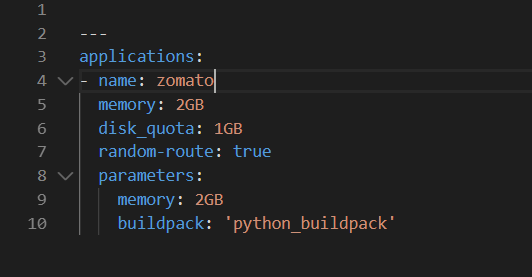 1
2 ---
3 applications:
4 - name: zomato
5 memory: 2GB
6 disk_quota: 1GB
7 random-route: true
8 parameters:
9 memory: 2GB
10 buildpack: 'python_buildpack'